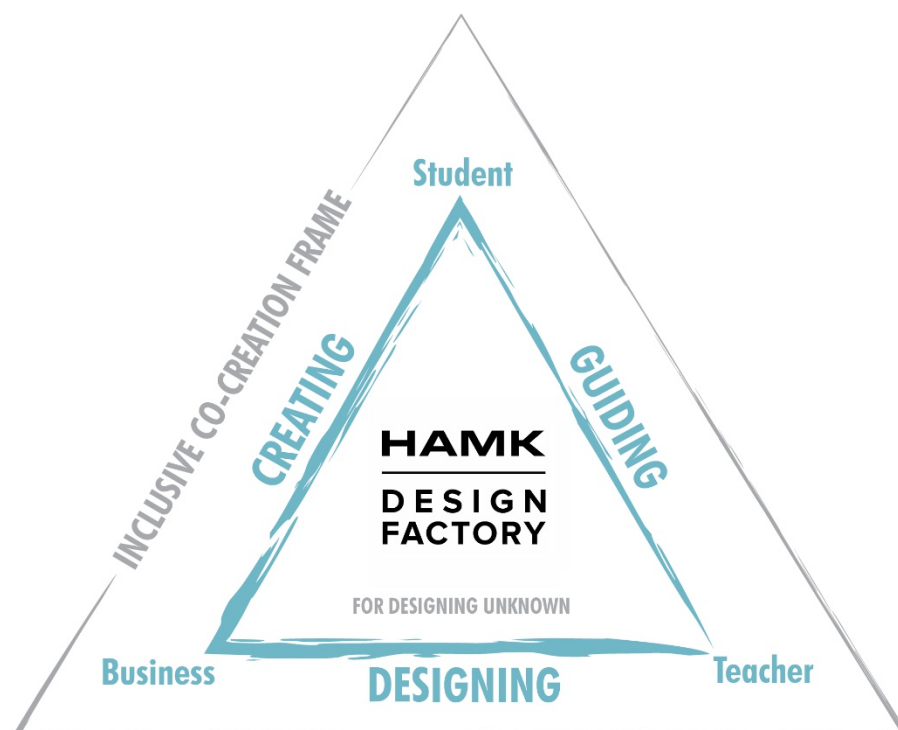 Student
INCLUSIVE CO-CREATION FRAME
CREATING
GUIDING
HAMK
DESIGN
FACTORY
FOR DESIGNING UNKNOWN
Business
DESIGNING
Teacher